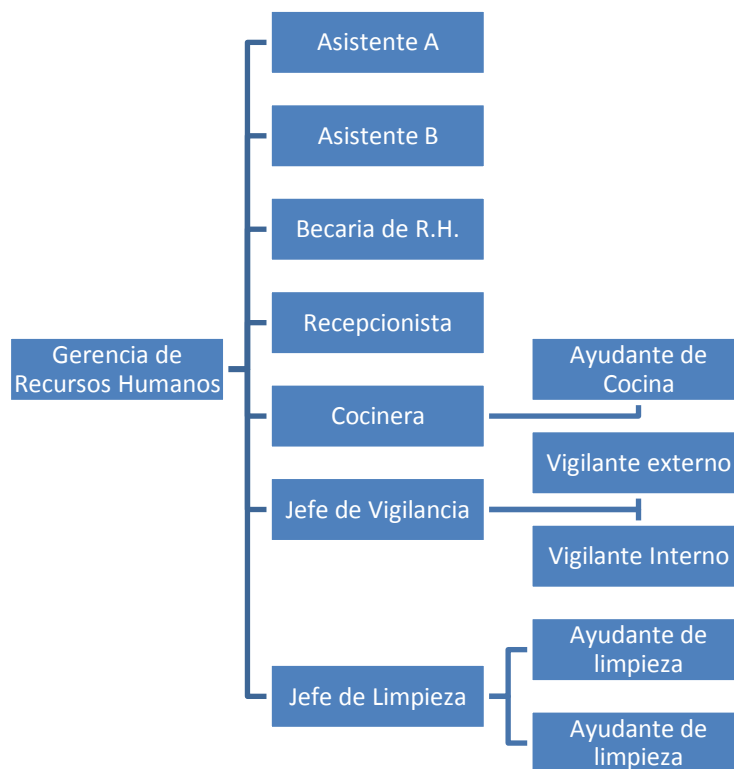 Asistente A
Asistente B
Becaria de R.H.
Recepcionista
Gerencia de
Recursos Humanos
Ayudante de
Cocina
Cocinera
Vigilante externo
Jefe de Vigilancia
Vigilante Interno
Ayudante de
limpieza
Jefe de Limpieza
Ayudante de
limpieza